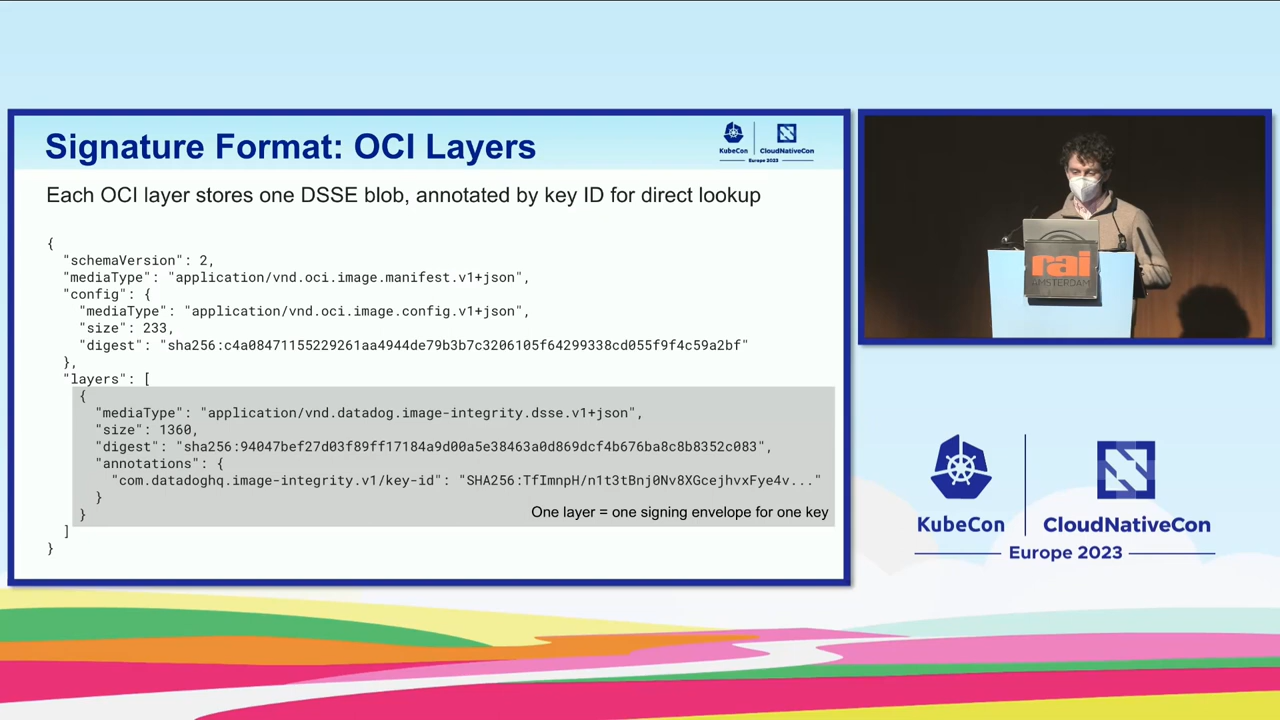 Signature Format: OCI Layers
KubeCon
CloudNativeCon
Europe 2023
Each OCI layer stores one DSSE blob, annotated by key ID for direct lookup
{
"schemaVersion": 2,
"mediaType": "application/vnd.oci.image.manifest.v1+json",
"config": {
"mediaType": "application/vnd.oci.image.config.v1+json",
"size": 233,
"digest": "sha256:c4a08471155229261aa4944de79b3b7c3206105f64299338cd055f9f4c59a2bf"
},
"layers": [
{
"mediaType": "application/vnd.datadog.image-integrity.dsse.v1+json",
"size": 1360,
"digest": "sha256:94047bef27d03f89ff17184a9d00a5e38463a0d869dcf4b676ba8c8b8352c083",
"annotations": {
"com.datadoghq.image-integrity.v1/key-id": "SHA256:TfImnpH/n1t3tBnj0Nv8XGcejhvxFye4v..."
}
}
One layer = one signing envelope for one key
]
}
rai
AMSTERDAM
KubeCon
CloudNativeCon
Europe 2023